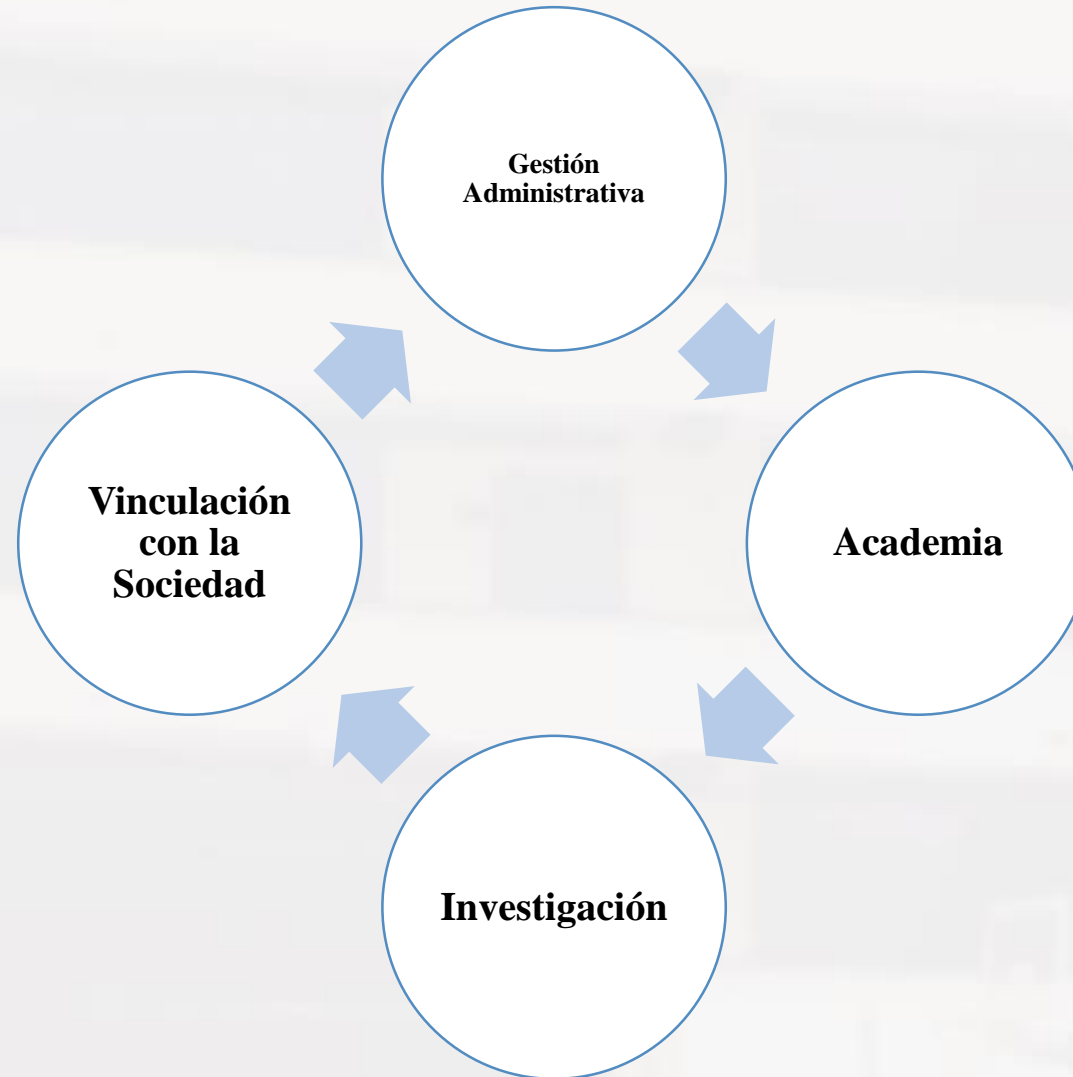 Gestión
Administrativa
Vinculación
con la
Sociedad
Academia
Investigación